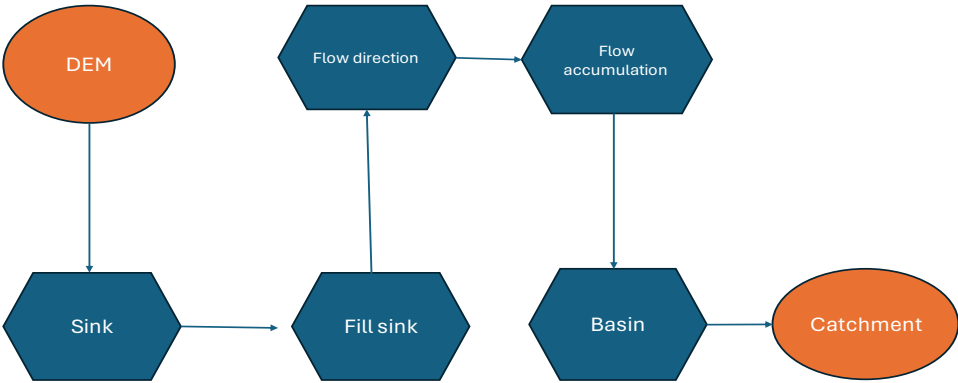 DEM
Flow direction
Flow
accumulation
Sink
Fill sink
Basin
Catchment